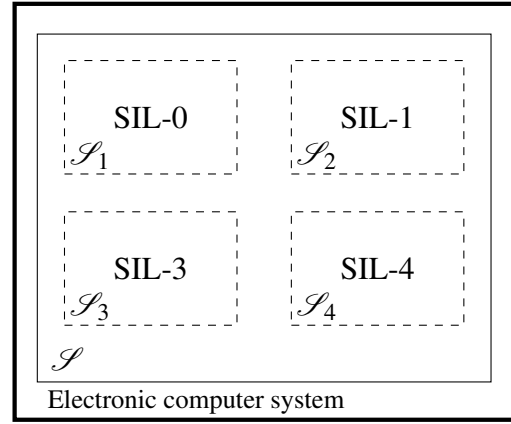 SIL-0
SIL-1
𝒮1
𝒮2
SIL-3
SIL-4
𝒮3
𝒮4
𝒮
Electronic computer system